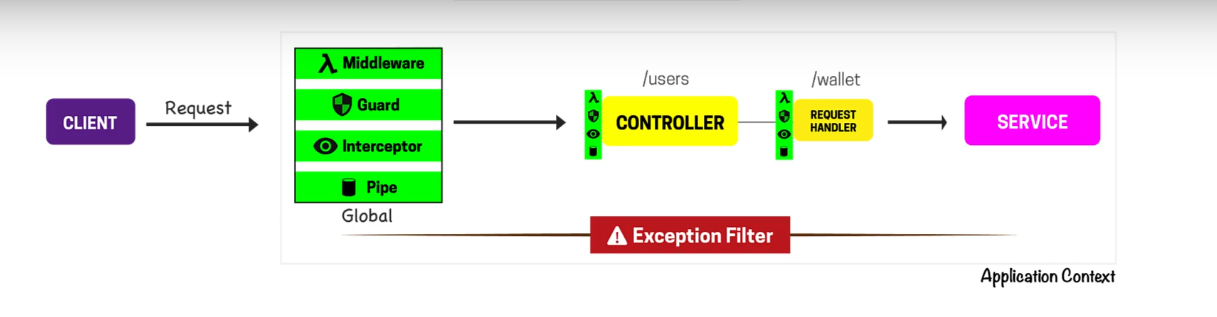 CLIENT
Request
Middleware
Guard
Interceptor
Pipe
Global
/users
CONTROLLER
/wallet
REQUEST
HANDLER
SERVICE
Exception Filter
Application Context